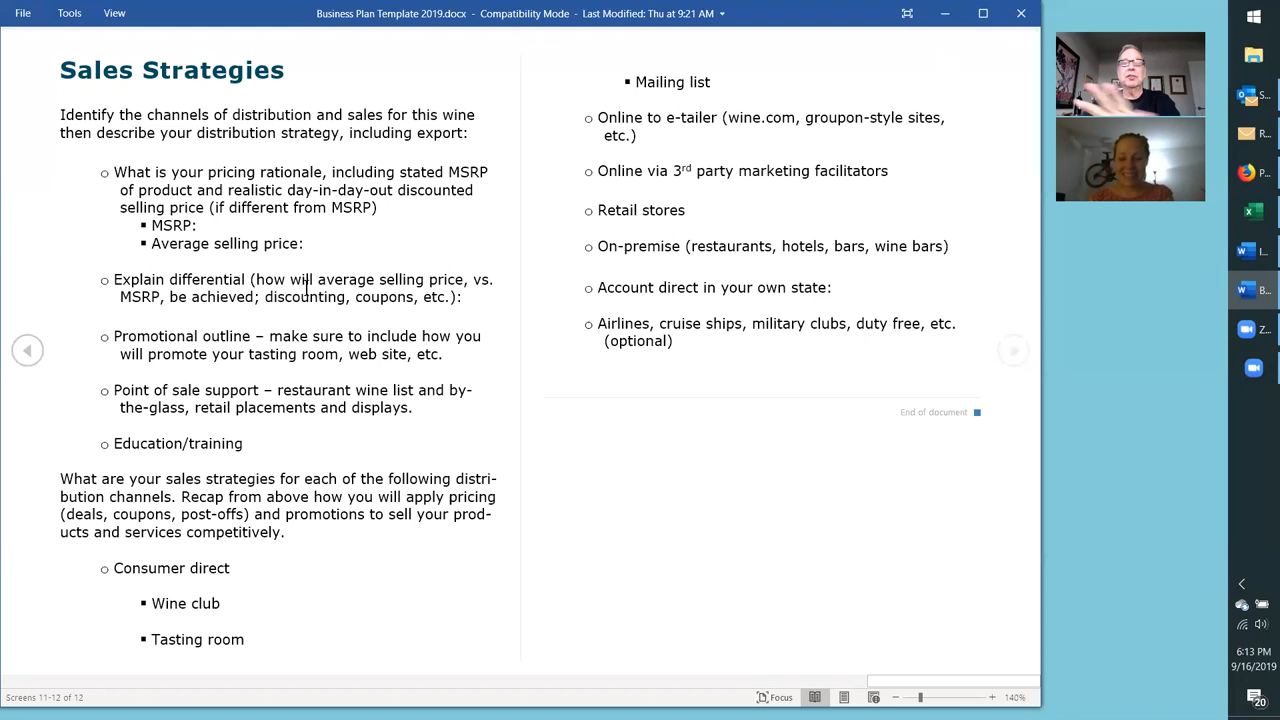 File Tools View Business Plan Template 2019.docx - Compatibility Mode - Last Modified: Thu at 9:21 AM
Sales Strategies
Identify the channels of distribution and sales for this wine
then describe your distribution strategy, including export:
o What is your pricing rationale, including stated MSRP
of product and realistic day-in-day-out discounted
selling price (if different from MSRP)
▪ MSRP:
▪ Average selling price:
o Explain differential (how will average selling price, vs.
MSRP, be achieved; discounting, coupons, etc.):
o Promotional outline – make sure to include how you
will promote your tasting room, web site, etc.
o Point of sale support – restaurant wine list and by-
the-glass, retail placements and displays.
o Education/training
What are your sales strategies for each of the following distri-
bution channels. Recap from above how you will apply pricing
(deals, coupons, post-offs) and promotions to sell your prod-
ucts and services competitively.
o Consumer direct
▪ Wine club
▪ Tasting room
▪ Mailing list
o Online to e-tailer (wine.com, groupon-style sites,
etc.)
o Online via 3rd party marketing facilitators
o Retail stores
o On-premise (restaurants, hotels, bars, wine bars)
o Account direct in your own state:
o Airlines, cruise ships, military clubs, duty free, etc.
(optional)
End of document
Screens 11-12 of 12
Focus
140%
S...
R...
P...
I...
B...
Z...
6:13 PM
9/16/2019
20